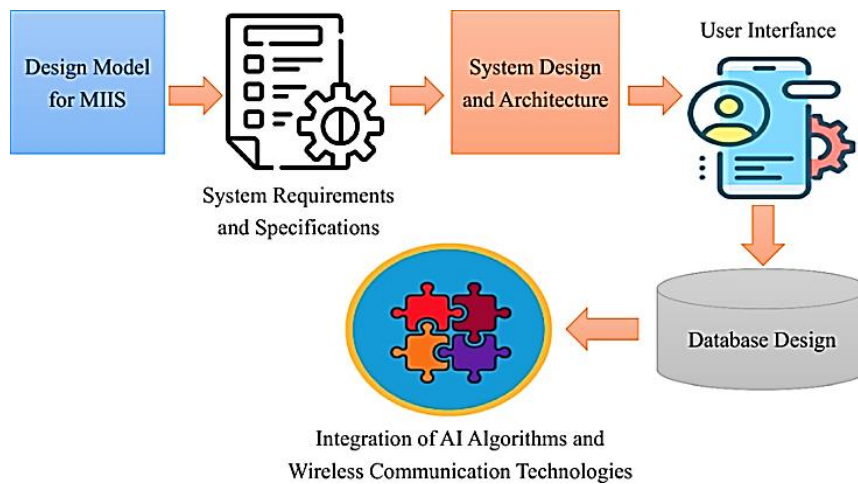 Design Model
for MIIS
System Requirements
and Specifications
System Design
and Architecture
User Interfance
Database Design
Integration of AI Algorithms and
Wireless Communication Technologies